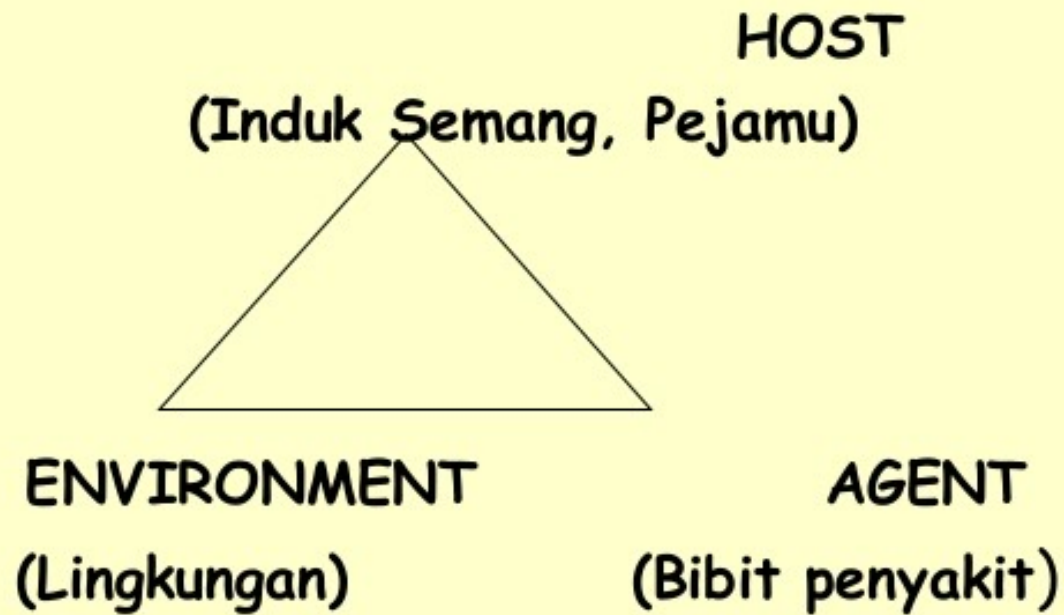 HOST
(Induk Semang, Pejamu)
ENVIRONMENT
AGENT
(Lingkungan)
(Bibit penyakit)